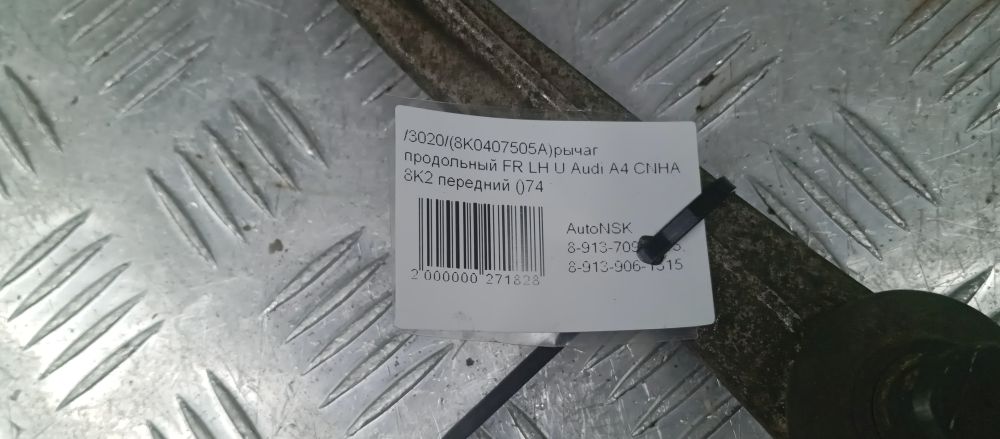 /3020/(8K0407505A)рычаг
продольный FR LH U Audi A4 CNHA
8K2 передний ()74
AutoNSK
8-913-906-1515
2 000000 271828